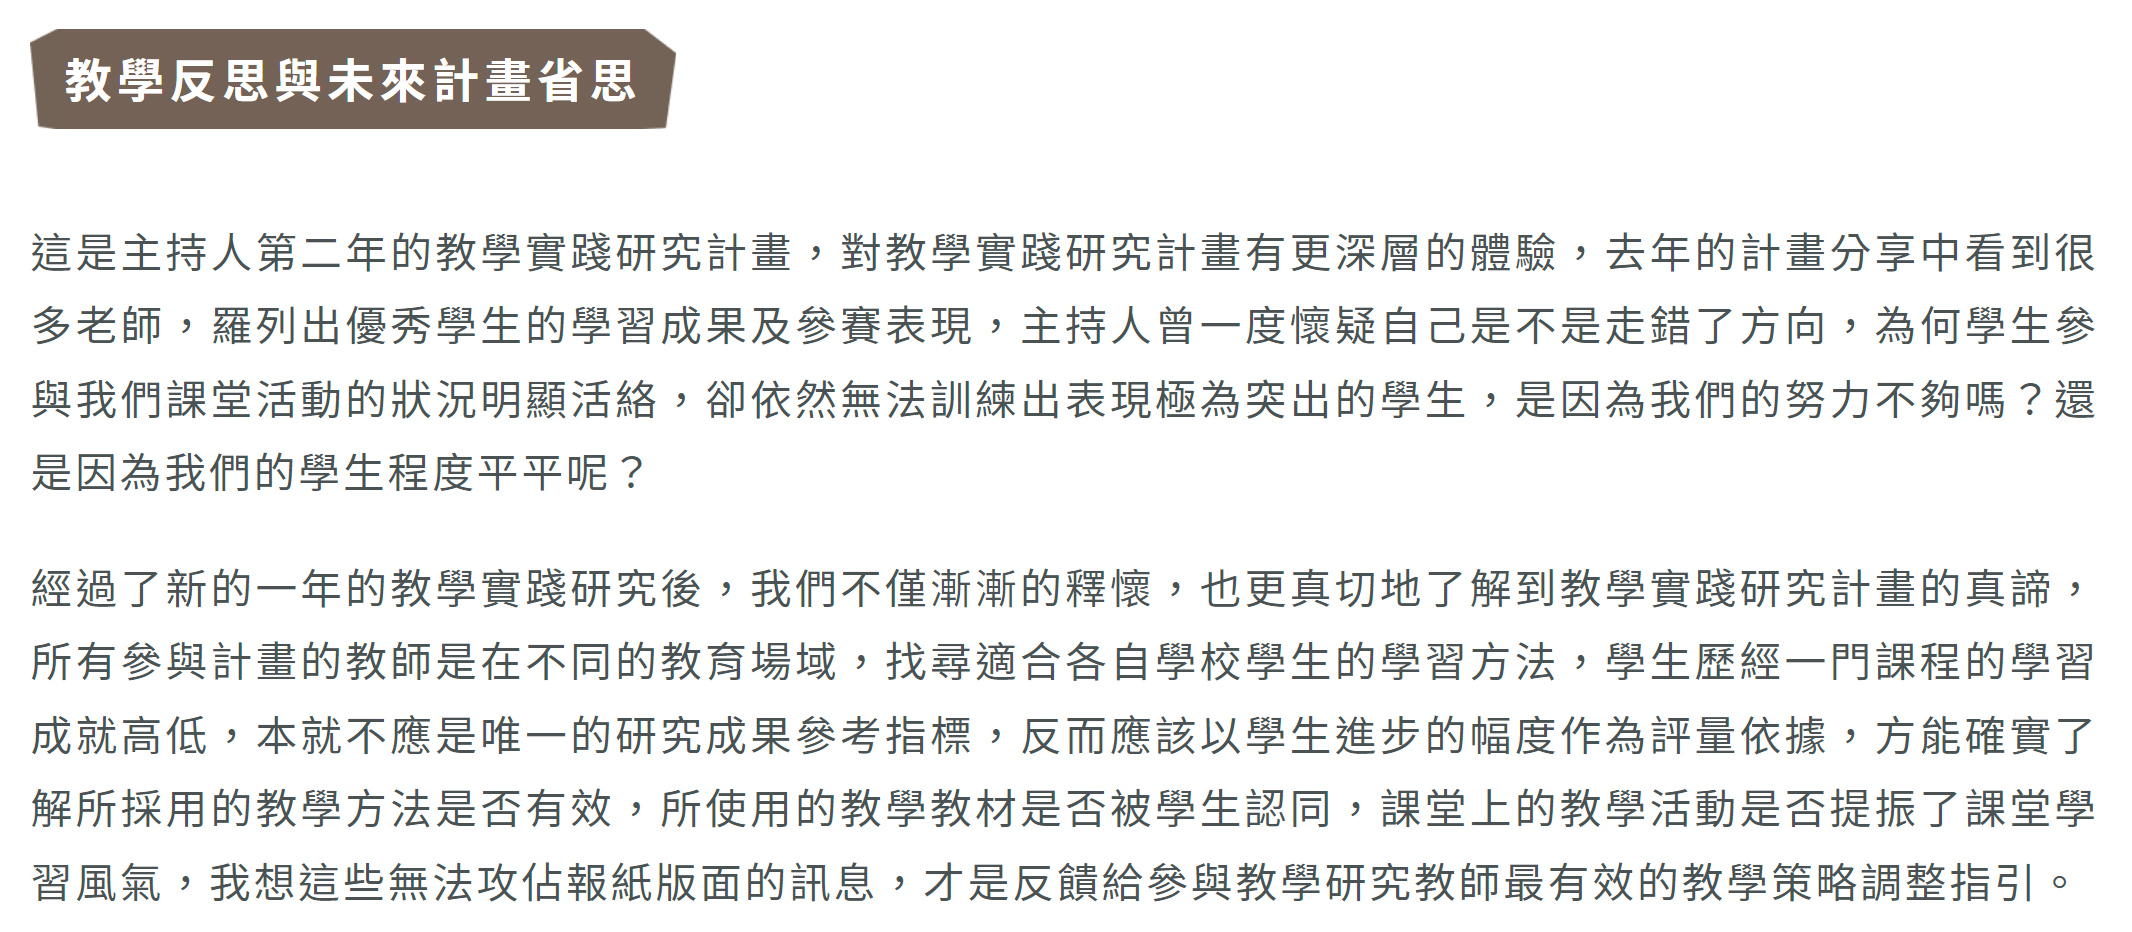 教學反思與未來計畫省思
這是主持人第二年的教學實踐研究計畫，對教學實踐研究計畫有更深層的體驗，去年的計畫分享中看到很
多老師，羅列出優秀學生的學習成果及參賽表現，主持人曾一度懷疑自己是不是走錯了方向，為何學生參
與我們課堂活動的狀況明顯活絡，卻依然無法訓練出表現極為突出的學生，是因為我們的努力不夠嗎？還
是因為我們的學生程度平平呢？
經過了新的一年的教學實踐研究後，我們不僅漸漸的釋懷，也更真切地了解到教學實踐研究計畫的真諦，
所有參與計畫的教師是在不同的教育場域，找尋適合各自學校學生的學習方法，學生歷經一門課程的學習
成就高低，本就不應是唯一的研究成果參考指標，反而應該以學生進步的幅度作為評量依據，方能確實了
解所採用的教學方法是否有效，所使用的教學教材是否被學生認同，課堂上的教學活動是否提振了課堂學
習風氣，我想這些無法攻佔報紙版面的訊息，才是反饋給參與教學研究教師最有效的教學策略調整指引。